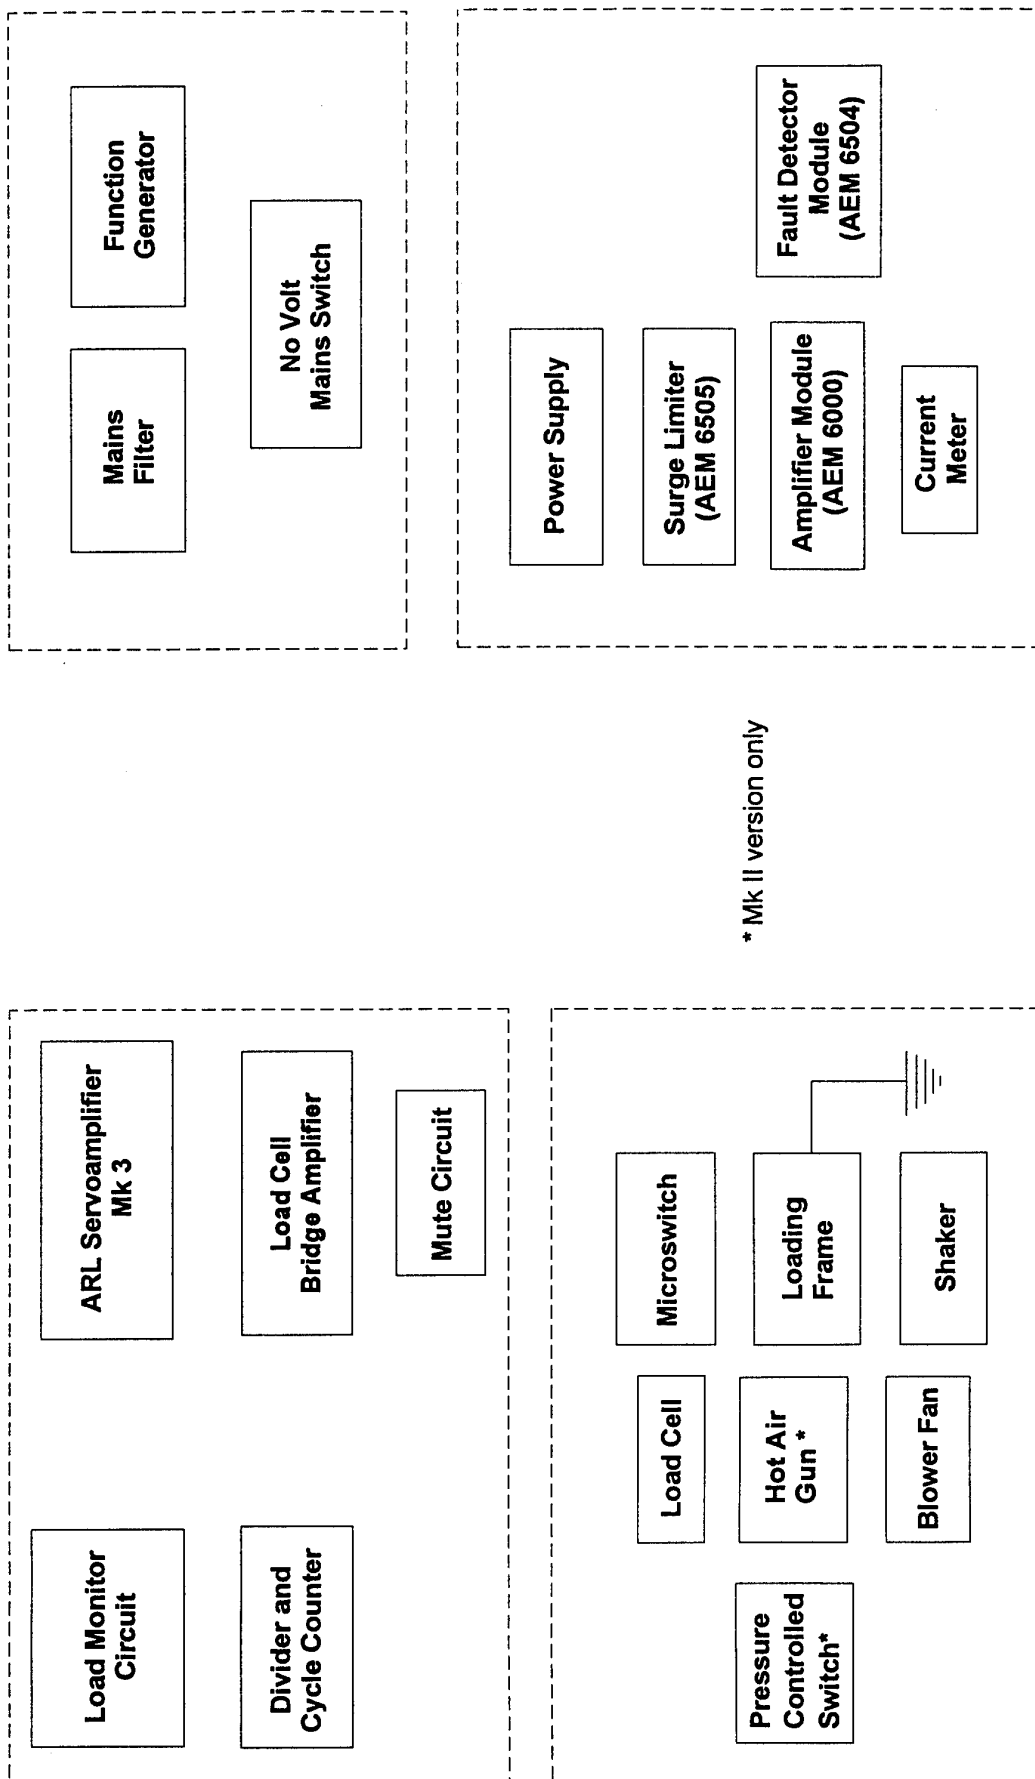 Load Monitor
Circuit
ARL Servoamplifier
Mk 3
Divider and
Cycle Counter
Load Cell
Bridge Amplifier
Mute Circuit
Mains
Filter
Function
Generator
No Volt
Mains Switch
Load Cell
Microswitch
Pressure
Controlled
Switch*
Hot Air
Gun *
Loading
Frame
Blower Fan
Shaker
* Mk II version only
Power Supply
Surge Limiter
(AEM 6505)
Amplifier Module
(AEM 6000)
Fault Detector
Module
(AEM 6504)
Current
Meter